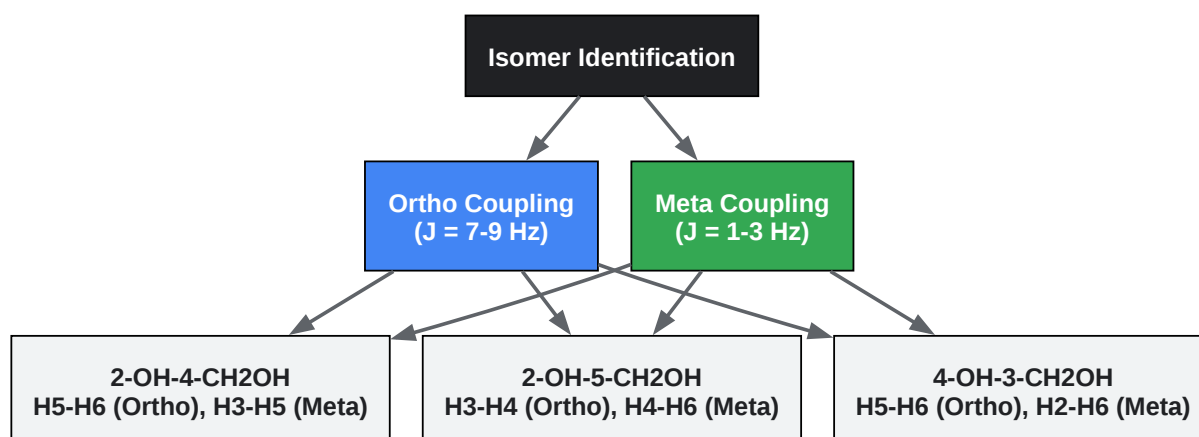 Isomer Identification
Ortho Coupling
(J = 7-9 Hz)
Meta Coupling
(J = 1-3 Hz)
2-OH-4-CH2OH
H5-H6 (Ortho), H3-H5 (Meta)
2-OH-5-CH2OH
H3-H4 (Ortho), H4-H6 (Meta)
4-OH-3-CH2OH
H5-H6 (Ortho), H2-H6 (Meta)